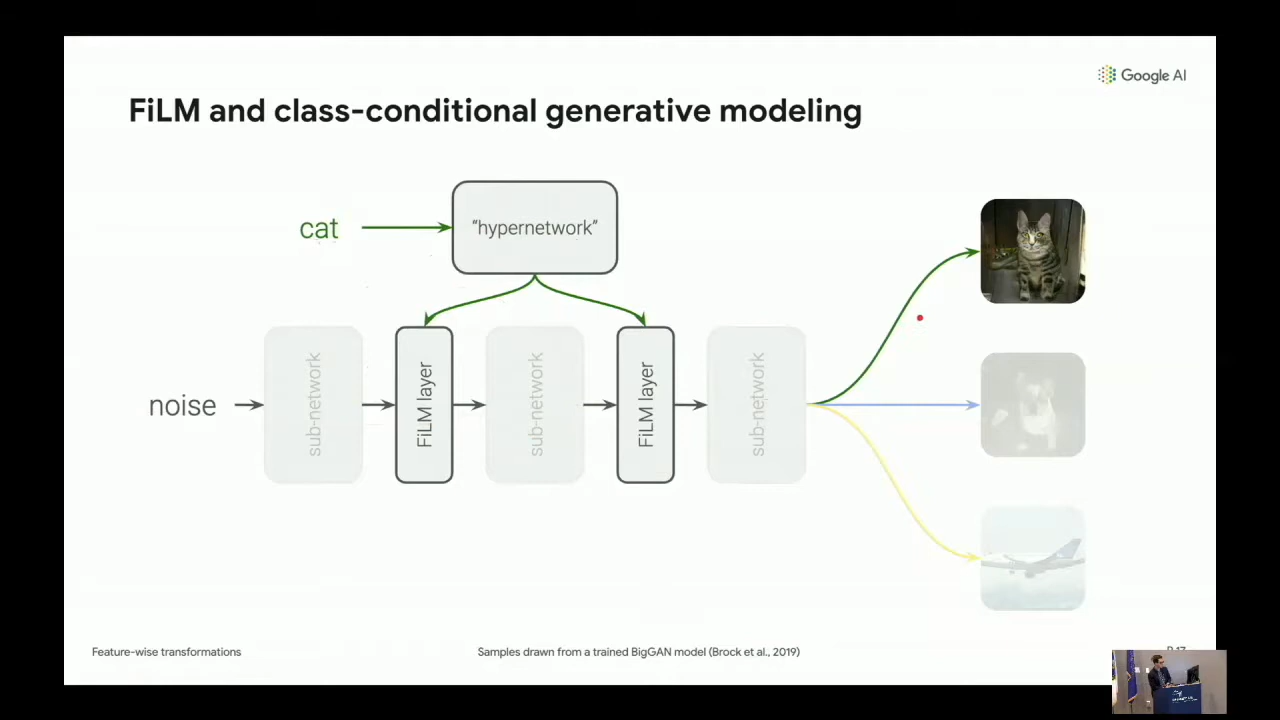 Google AI
FiLM and class-conditional generative modeling
cat
"hypernetwork"
noise
sub-network
FiLM layer
sub-network
FiLM layer
sub-network
Feature-wise transformations
Samples drawn from a trained BigGAN model (Brock et al., 2019)